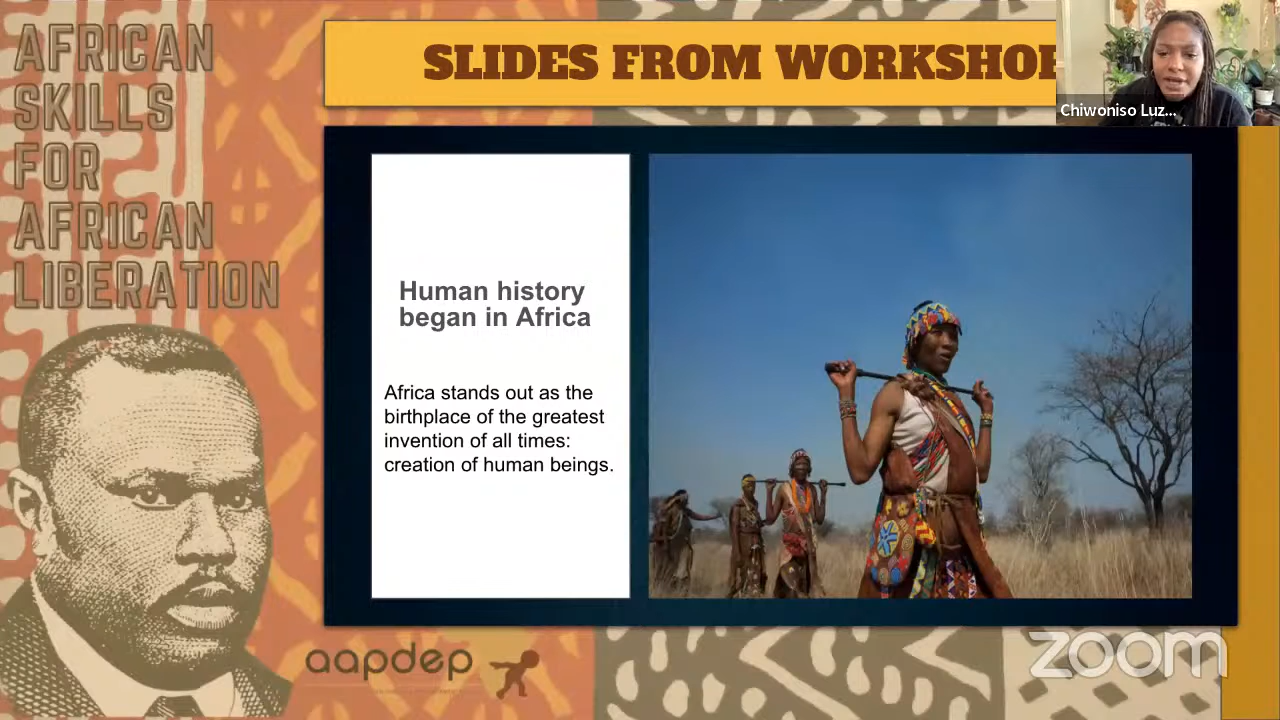 AFRICAN
SKILLS
FOR
AFRICAN
LIBERATION
SLIDES FROM WORKSHOP
Chiwoniso Luz...
Human history
began in Africa
Africa stands out as the
birthplace of the greatest
invention of all times:
creation of human beings.
aapdep
zoom